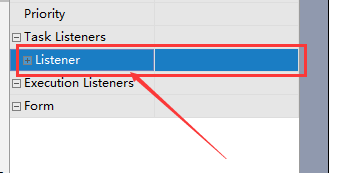 Priority
Task Listeners
Listener
Execution Listeners
Form